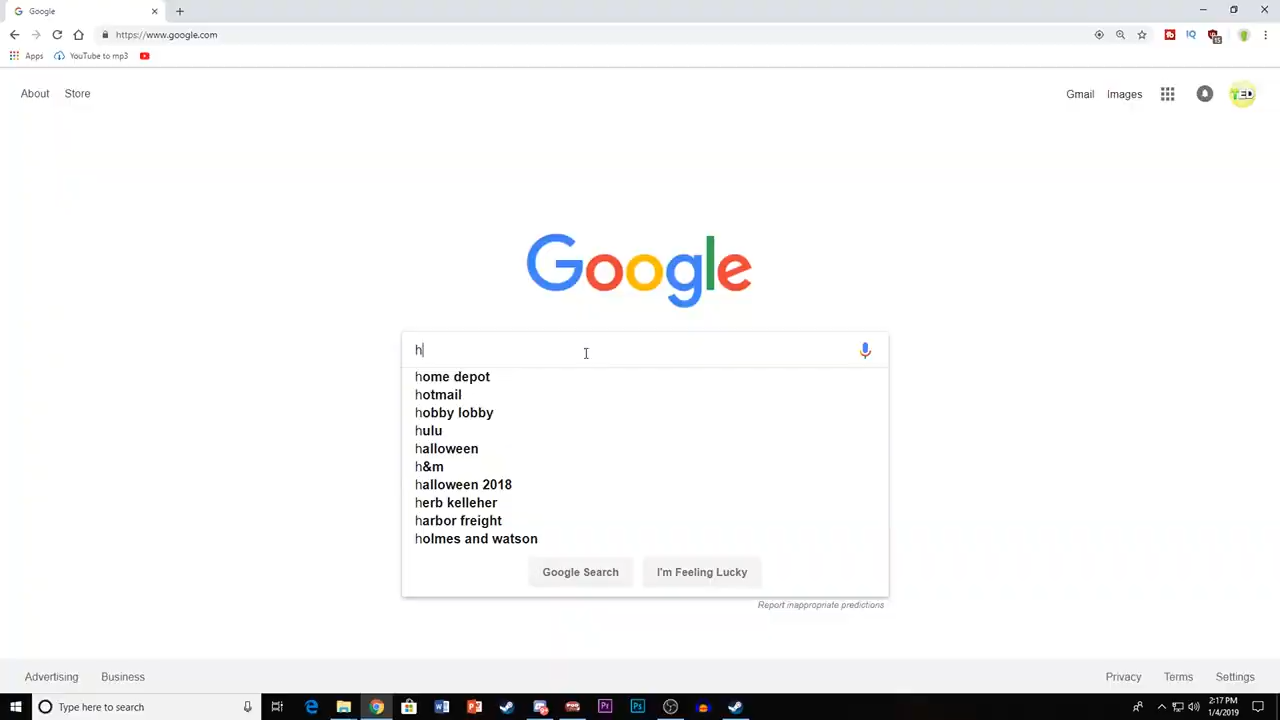 Google
https://www.google.com
Apps YouTube to mp3
About Store
Gmail Images
TED
Google
h
home depot
hotmail
hobby lobby
hulu
halloween
h&m
halloween 2018
herb kelleher
harbor freight
holmes and watson
Google Search I'm Feeling Lucky
Report inappropriate predictions
Advertising Business
Privacy Terms Settings
Type here to search
2:17 PM
1/4/2019